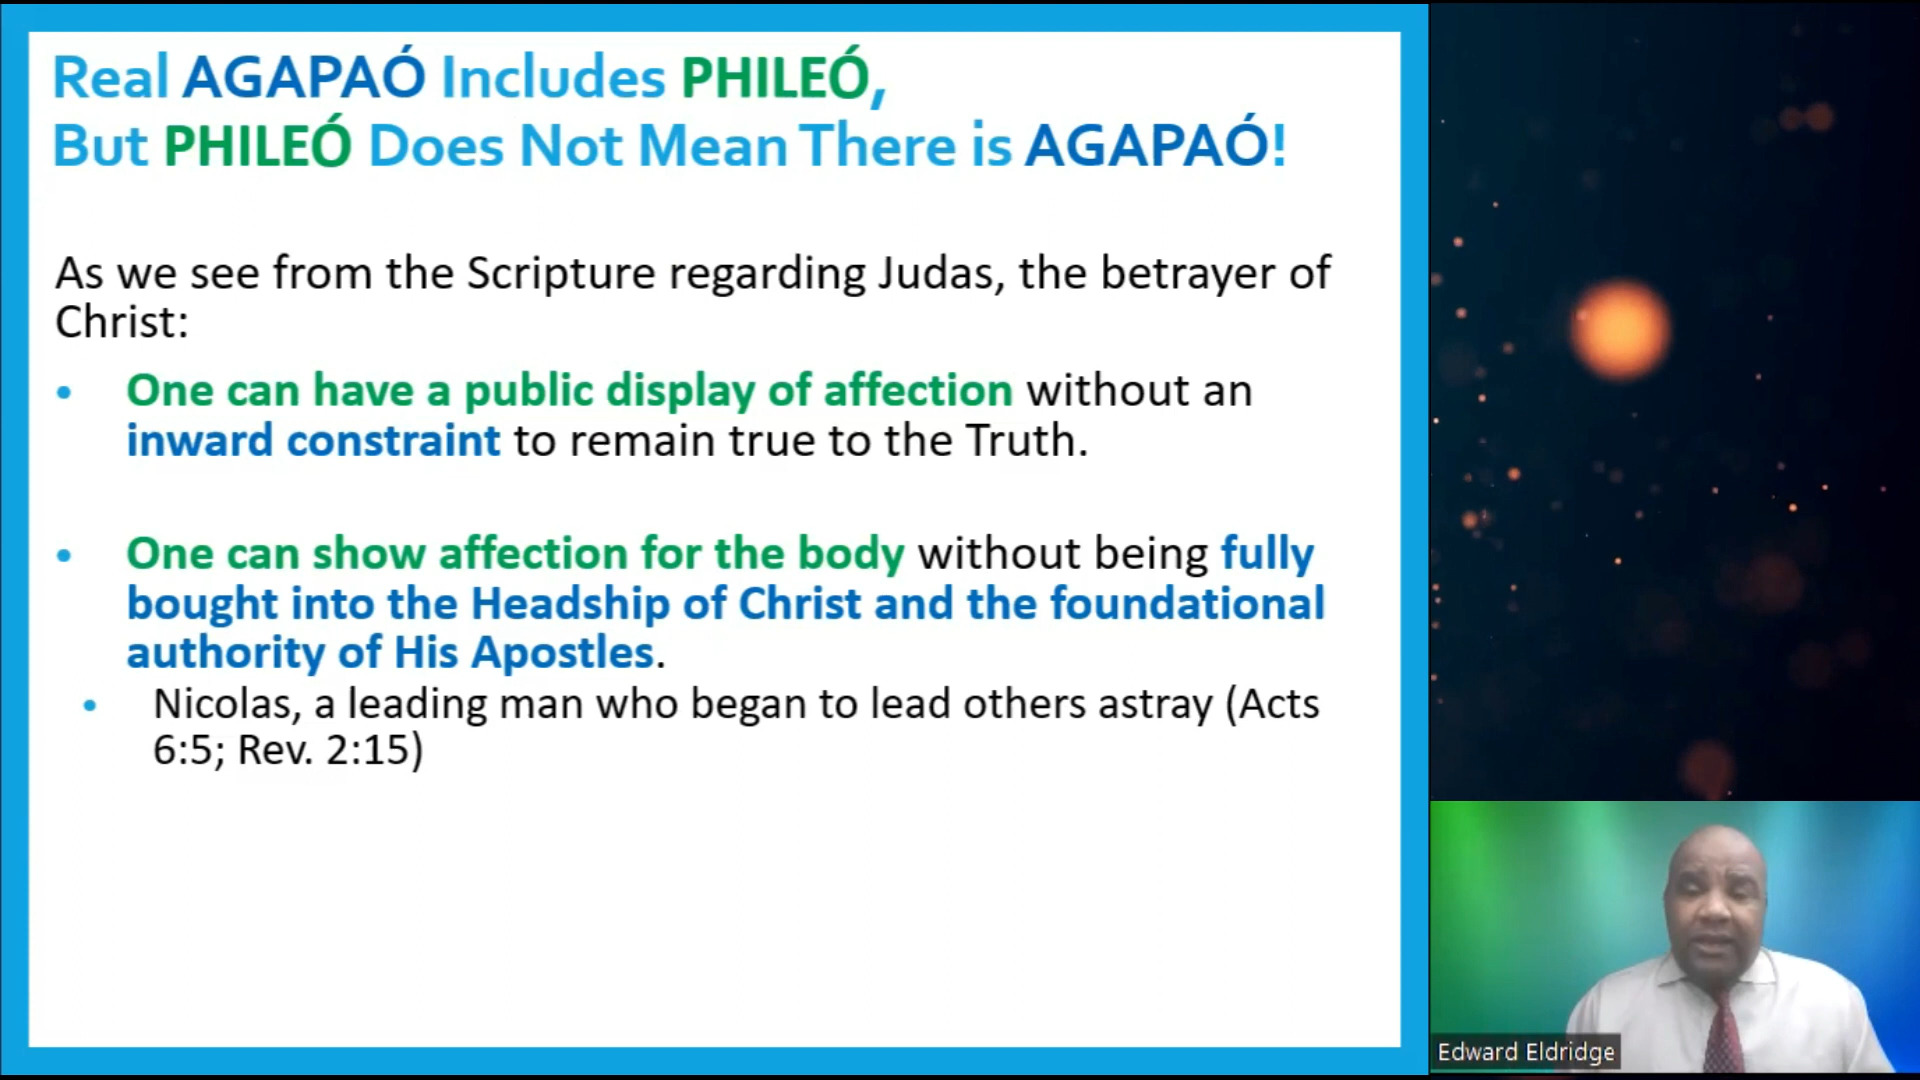 Real AGAPAÓ Includes PHILEÓ,
But PHILEÓ Does Not Mean There is AGAPAÓ!
As we see from the Scripture regarding Judas, the betrayer of
Christ:
• One can have a public display of affection without an
inward constraint to remain true to the Truth.
• One can show affection for the body without being fully
bought into the Headship of Christ and the foundational
authority of His Apostles.
• Nicolas, a leading man who began to lead others astray (Acts
6:5; Rev. 2:15)
Edward Eldridge